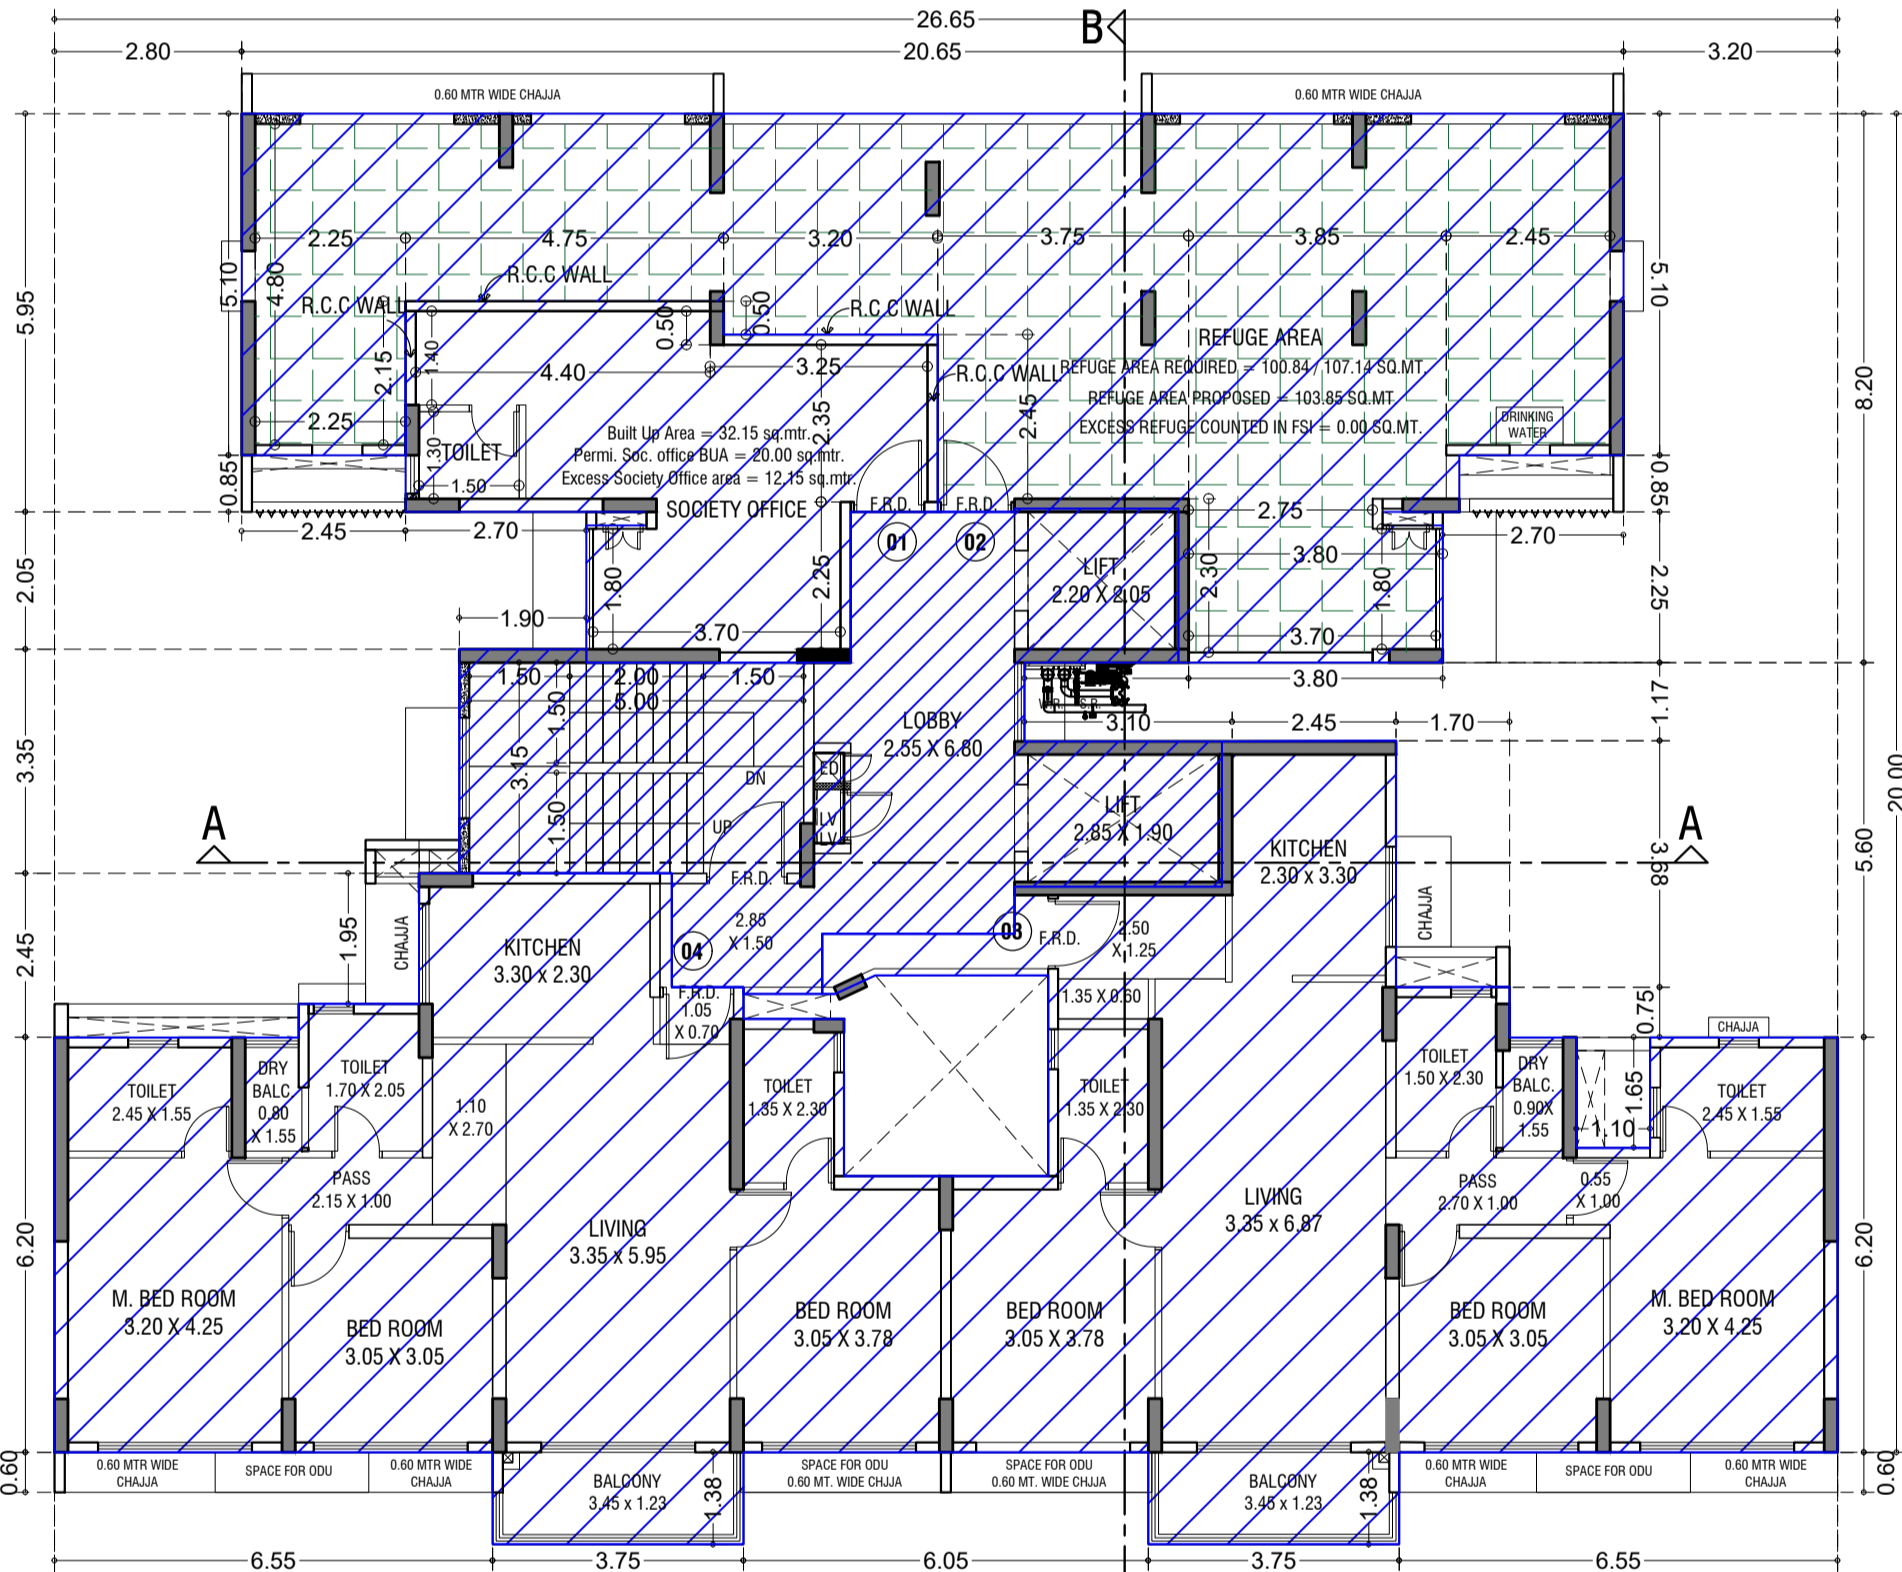 26.65
B
2.80
20.65
3.20
0.60 MTR WIDE CHAJJA
0.60 MTR WIDE CHAJJA
2.25
4.75
3.20
3.75
3.85
2.45
5.10
4.80
5.95
R.C.C WALL
R.C.C WALL
R.C.C WALL
0.50
0.50
5.10
8.20
REFUGE AREA
REFUGE AREA REQUIRED = 100.84 / 107.14 SQ.MT.
REFUGE AREA PROPOSED = 103.85 SQ.MT
EXCESS REFUGE COUNTED IN FSI = 0.00 SQ.MT.
R.C.C WALL
2.15
1.40
4.40
3.25
2.35
2.45
2.25
DRINKING
WATER
Built Up Area = 32.15 sq.mtr.
Permi. Soc. office BUA = 20.00 sq.mtr.
Excess Society Office area = 12.15 sq.mtr.
SOCIETY OFFICE
TOILET
1.30
1.50
0.85
0.85
F.R.D.
F.R.D.
01
02
2.45
2.70
2.75
2.70
3.80
LIFT
2.20 X 2.05
2.30
1.80
2.05
1.80
2.25
2.25
1.90
3.70
3.70
1.50
2.00
1.50
5.00
3.80
1.17
1.50
3.15
1.50
LOBBY
2.55 X 6.80
3.10
2.45
1.70
3.35
DN
UP
ED
LV
LV
LIFT
2.85 X 1.90
20.00
A
A
KITCHEN
2.30 x 3.30
3.68
5.60
F.R.D.
2.85
X 1.50
04
03
F.R.D.
2.50
X 1.25
CHAJJA
CHAJJA
1.95
2.45
KITCHEN
3.30 x 2.30
F.R.D.
1.05
X 0.70
1.35 X 0.60
0.75
CHAJJA
TOILET
2.45 X 1.55
DRY
BALC.
0.80
X 1.55
TOILET
1.70 X 2.05
1.10
X 2.70
TOILET
1.35 X 2.30
TOILET
1.35 X 2.30
TOILET
1.50 X 2.30
DRY
BALC.
0.90X
1.55
1.65
1.10
TOILET
2.45 X 1.55
PASS
2.15 X 1.00
PASS
2.70 X 1.00
0.55
X 1.00
LIVING
3.35 x 5.95
LIVING
3.35 x 6.87
6.20
6.20
M. BED ROOM
3.20 X 4.25
BED ROOM
3.05 X 3.05
BED ROOM
3.05 X 3.78
BED ROOM
3.05 X 3.78
BED ROOM
3.05 X 3.05
M. BED ROOM
3.20 X 4.25
0.60
0.60 MTR WIDE
CHAJJA
SPACE FOR ODU
0.60 MTR WIDE
CHAJJA
BALCONY
3.45 x 1.23
1.38
SPACE FOR ODU
0.60 MT. WIDE CHJJA
SPACE FOR ODU
0.60 MT. WIDE CHJJA
BALCONY
3.45 x 1.23
1.38
0.60 MTR WIDE
CHAJJA
SPACE FOR ODU
0.60 MTR WIDE
CHAJJA
0.60
6.55
3.75
6.05
3.75
6.55